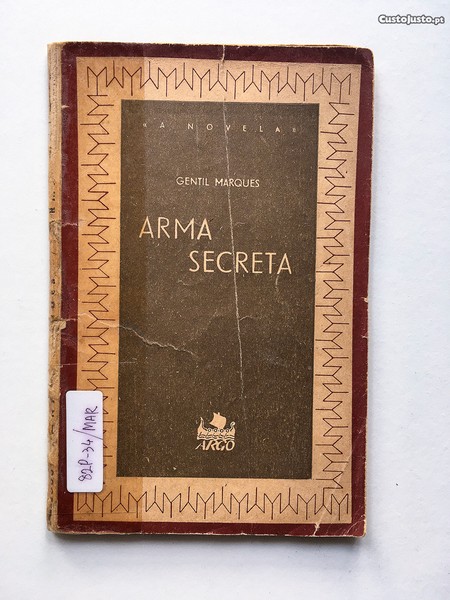 CustoJusto.pt
«A NOVELA»
GENTIL MARQUES
ARMA
SECRETA
ARGO
82P-34/MAR